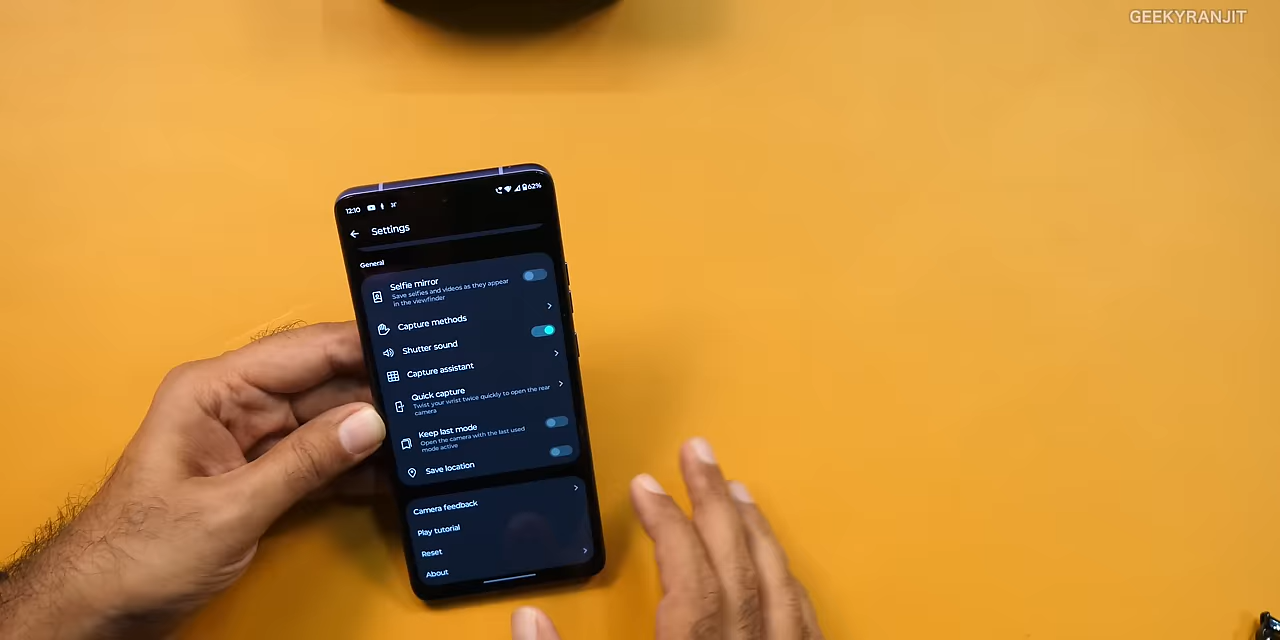 GEEKYRANJIT
12:10
62%
Settings
General
Selfie mirror
Save selfies and videos as they appear
in the viewfinder
Capture methods
Shutter sound
Capture assistant
Quick capture
Twist your wrist twice quickly to open the rear
camera
Keep last mode
Open the camera with the last used
mode active
Save location
Camera feedback
Play tutorial
Reset
About